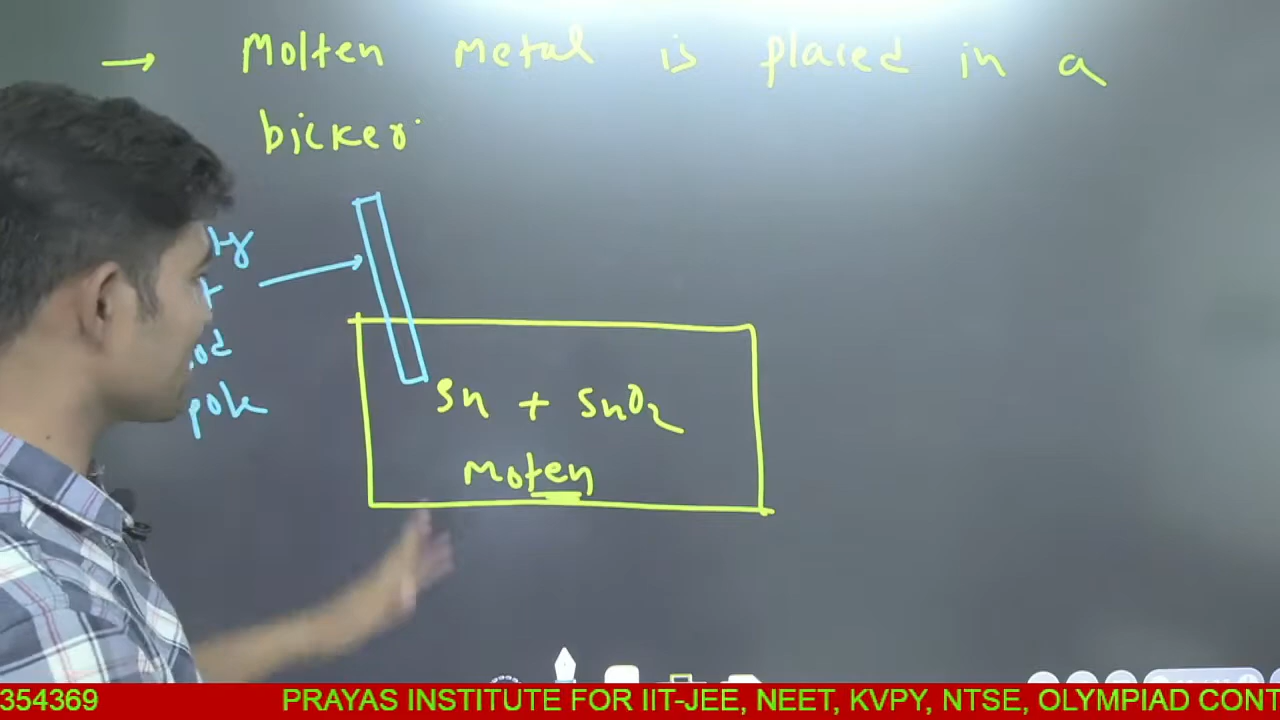 → Molten metal is placed in a
bicker
Sn + SnO2
Moten
354369 PRAYAS INSTITUTE FOR IIT-JEE, NEET, KVPY, NTSE, OLYMPIAD CONT